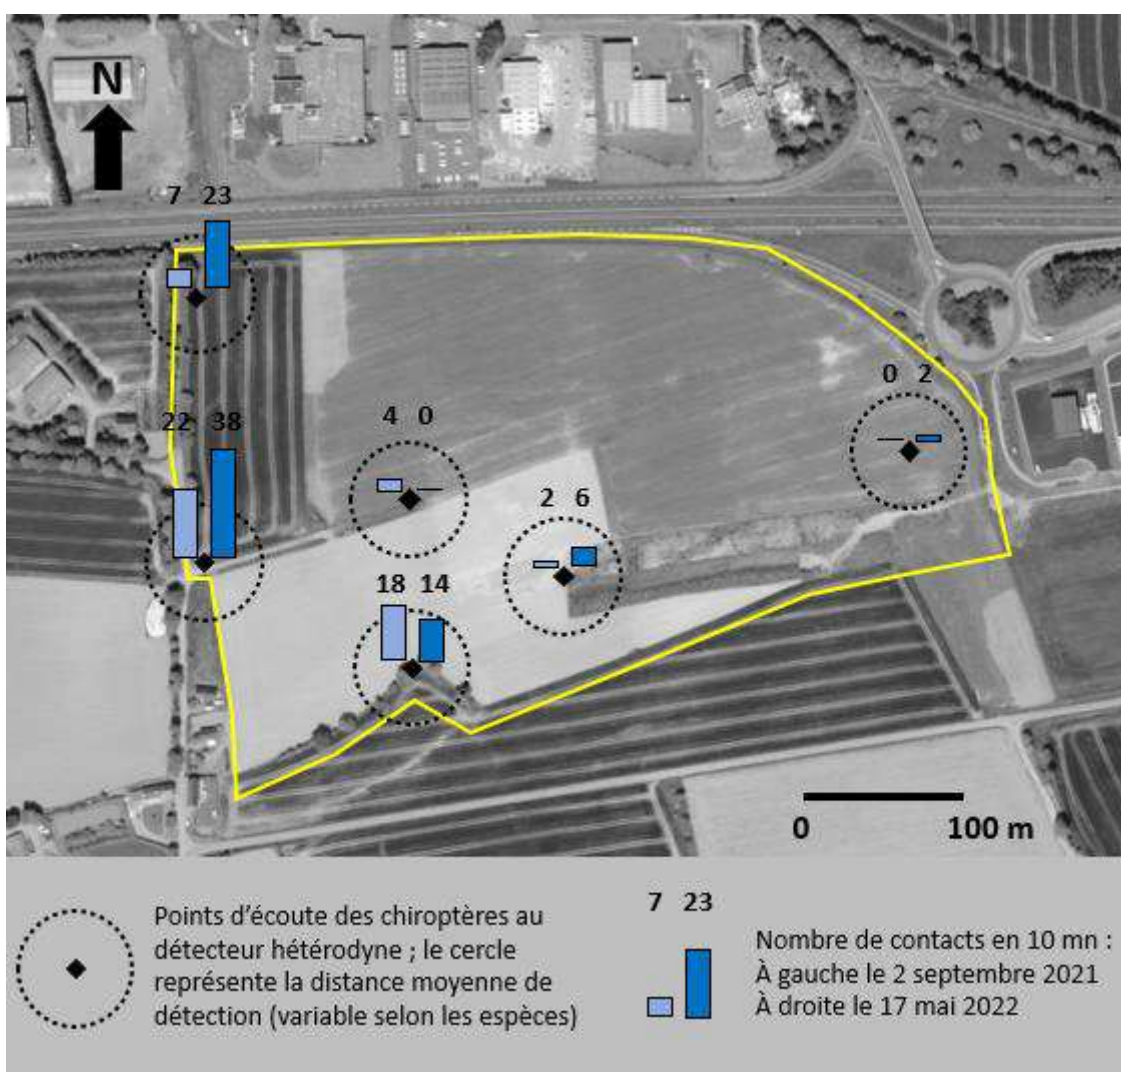 N
7 23
22 38
4 0
0 2
2 6
18 14
0 100 m
Points d'écoute des chiroptères au
détecteur hétérodyne ; le cercle
représente la distance moyenne de
détection (variable selon les espèces)
7 23
Nombre de contacts en 10 mn :
À gauche le 2 septembre 2021
À droite le 17 mai 2022